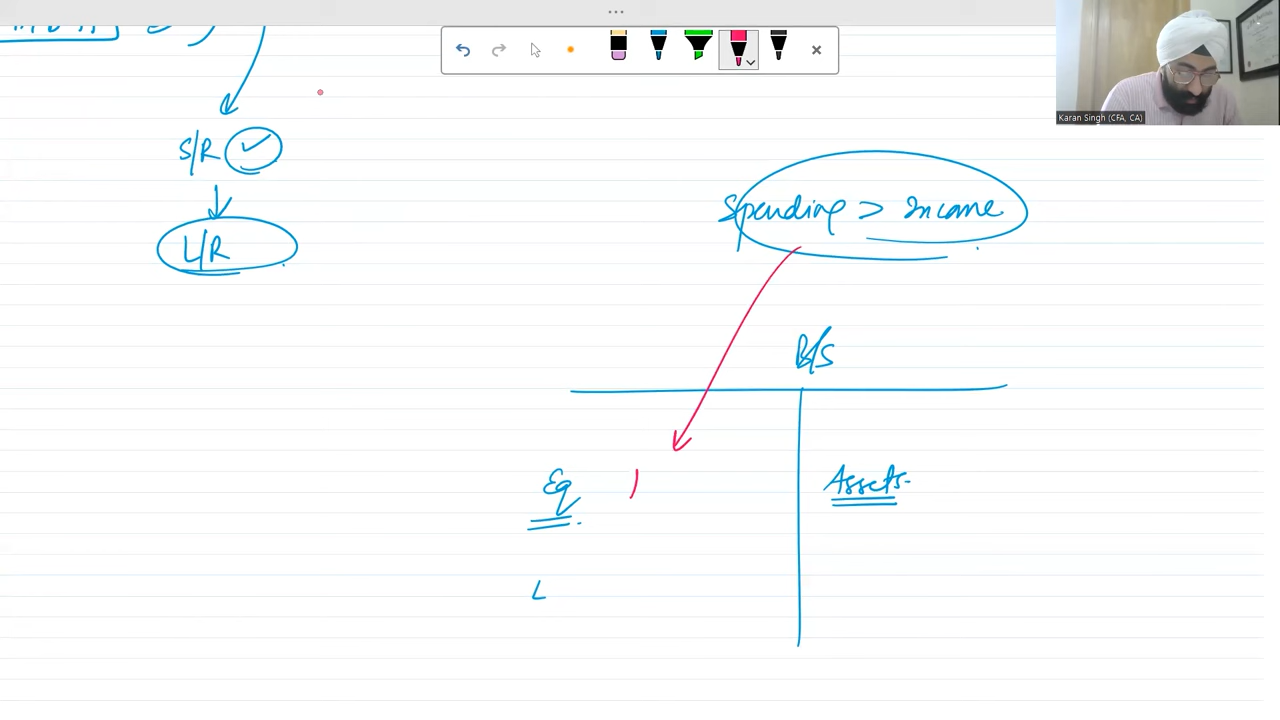 Karan Singh (CFA, CA)
S/R
L/R
Spending > Income
B/S
Eq
Assets
L